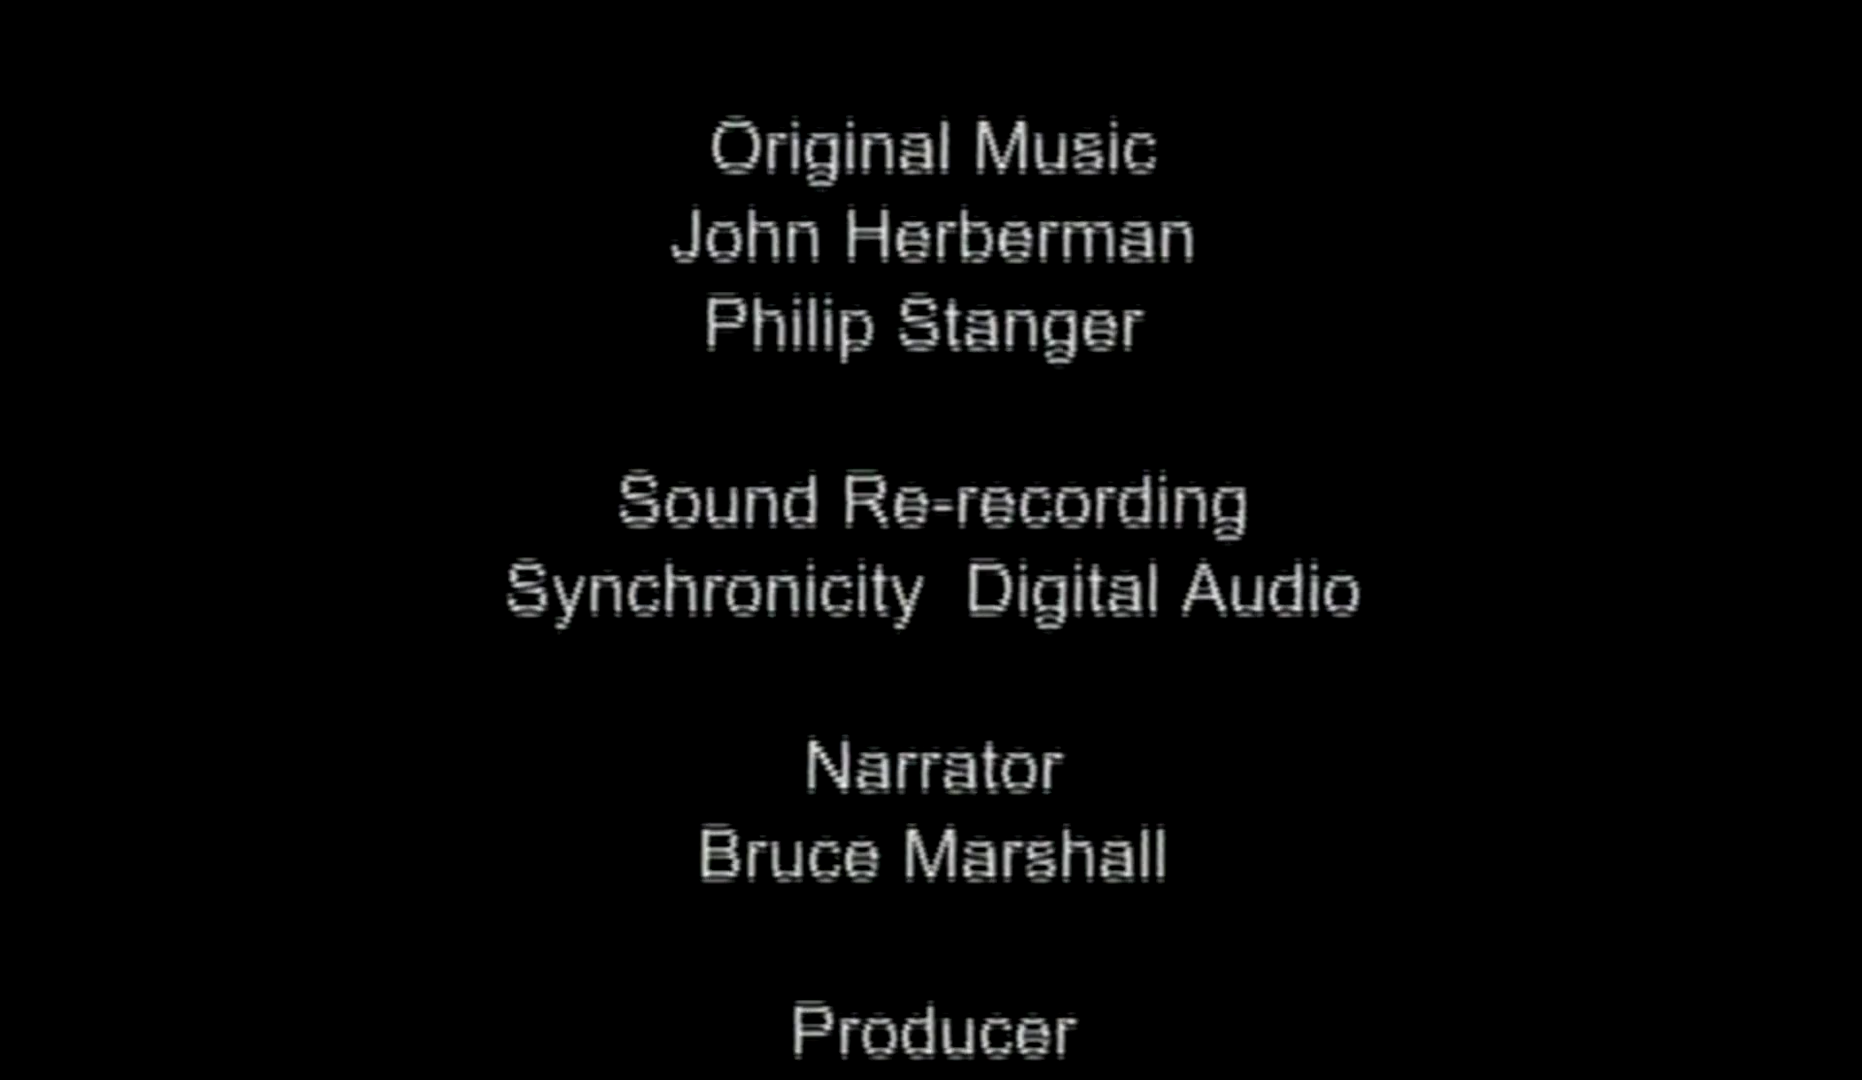 Original Music
John Herberman
Philip Stanger
Sound Re-recording
Synchronicity  Digital Audio
Narrator
Bruce Marshall
Producer